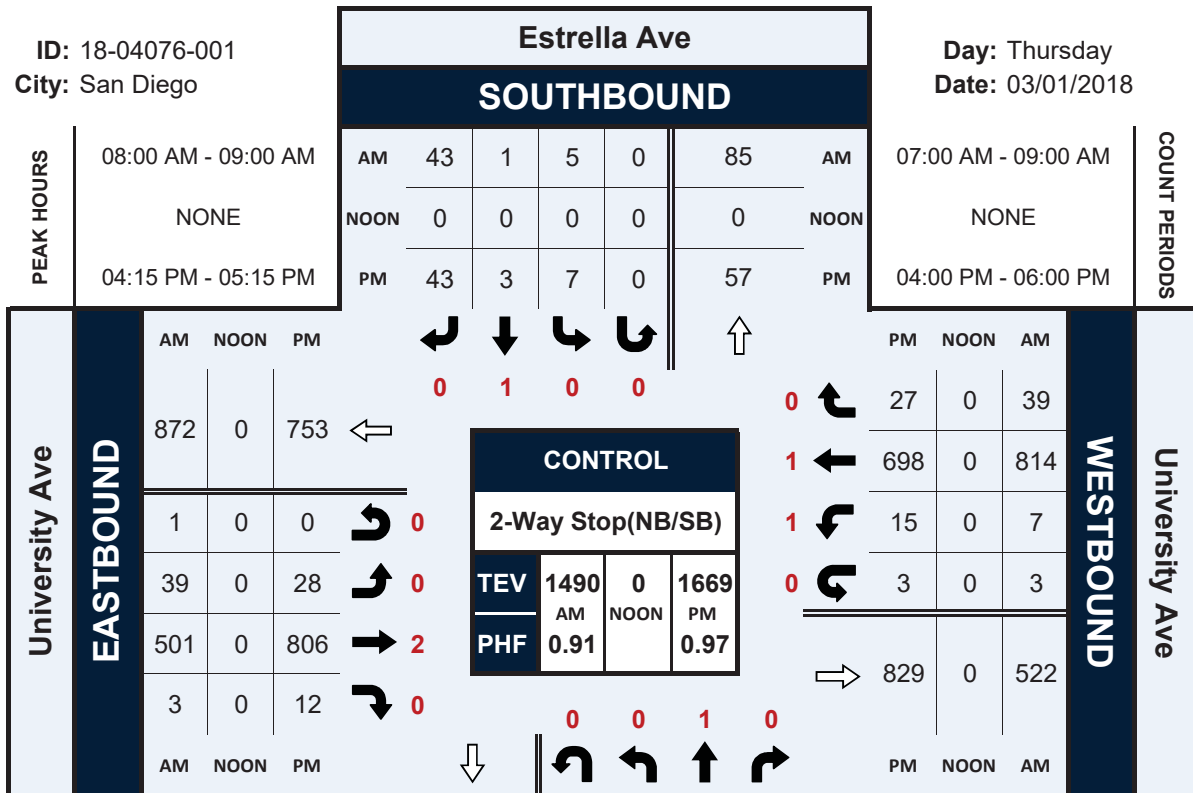 ID: 18-04076-001
City: San Diego
Estrella Ave
SOUTHBOUND
Day: Thursday
Date: 03/01/2018
PEAK HOURS
08:00 AM - 09:00 AM
NONE
04:15 PM - 05:15 PM
AM 43 1 5 0 85 AM
NOON 0 0 0 0 0 NOON
PM 43 3 7 0 57 PM
07:00 AM - 09:00 AM
NONE
04:00 PM - 06:00 PM
COUNT PERIODS
0 1 0 0
University Ave
EASTBOUND
AM NOON PM
872 0 753
1 0 0 0
39 0 28 0
501 0 806 2
3 0 12 0
AM NOON PM
CONTROL
2-Way Stop(NB/SB)
TEV 1490 0 1669
AM NOON PM
PHF 0.91 0.97
PM NOON AM
0 27 0 39
1 698 0 814
1 15 0 7
0 3 0 3
829 0 522
PM NOON AM
WESTBOUND
University Ave
0 0 1 0